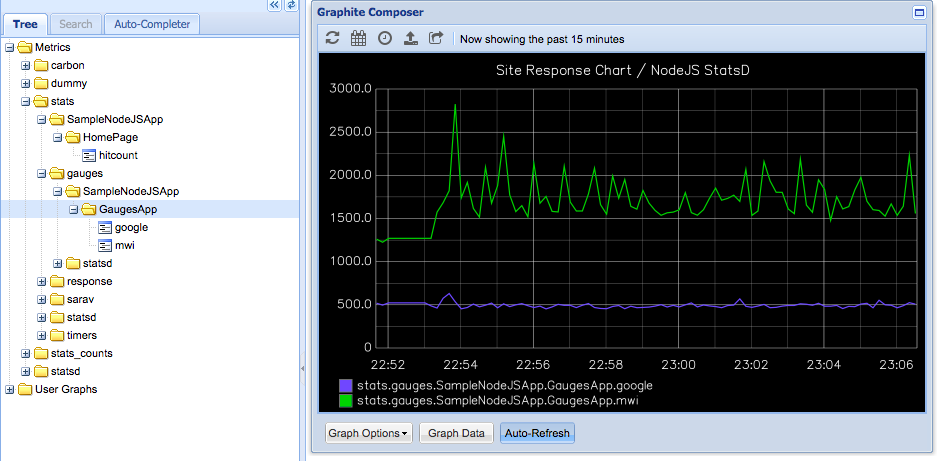 Tree Search Auto-Completer
Metrics
carbon
dummy
stats
SampleNodeJSApp
HomePage
hitcount
gauges
SampleNodeJSApp
GaugesApp
google
mwi
statsd
response
sarav
statsd
timers
stats_counts
statsd
User Graphs
Graphite Composer
Now showing the past 15 minutes
Site Response Chart / NodeJS StatsD
3000.0
2500.0
2000.0
1500.0
1000.0
500.0
0
22:52 22:54 22:56 22:58 23:00 23:02 23:04 23:06
stats.gauges.SampleNodeJSApp.GaugesApp.google
stats.gauges.SampleNodeJSApp.GaugesApp.mwi
Graph Options Graph Data Auto-Refresh